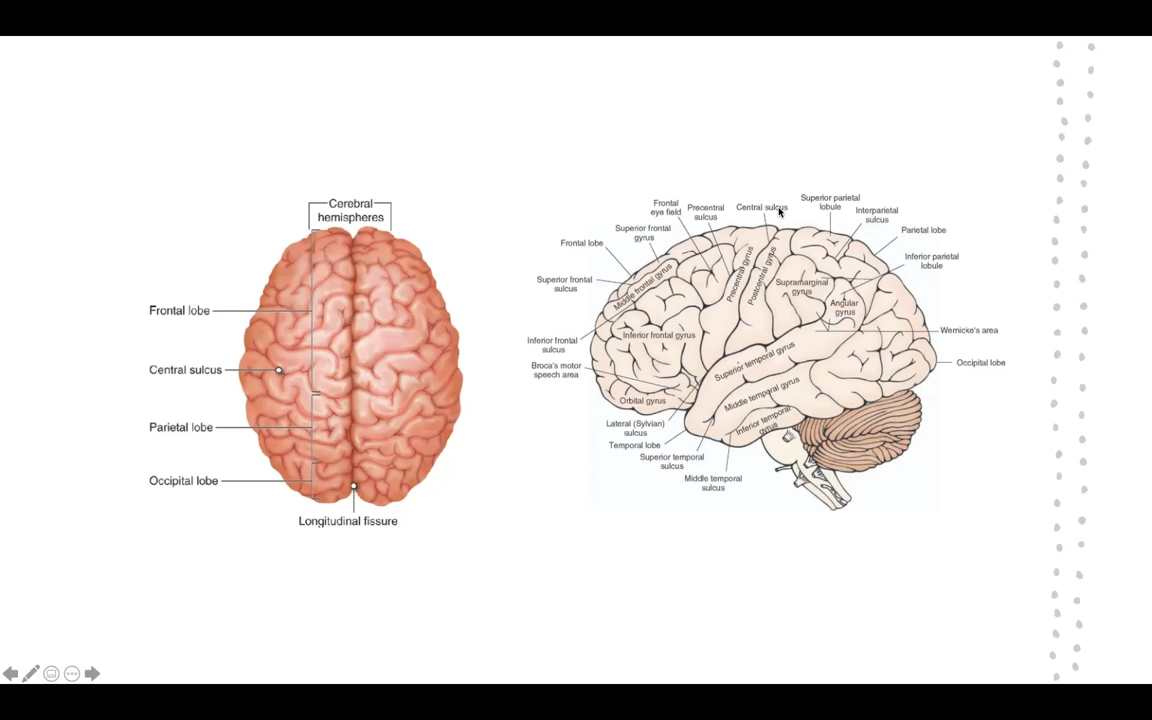 Cerebral
hemispheres
Frontal lobe
Central sulcus
Parietal lobe
Occipital lobe
Longitudinal fissure
Frontal
eye field
Precentral
sulcus
Central sulcus
Superior parietal
lobule
Interparietal
sulcus
Parietal lobe
Inferior parietal
lobule
Superior frontal
gyrus
Frontal lobe
Superior frontal
sulcus
Middle frontal gyrus
Precentral gyrus
Postcentral gyrus
Supramarginal
gyrus
Angular
gyrus
Inferior frontal
sulcus
Inferior frontal gyrus
Wernicke's area
Broca's motor
speech area
Superior temporal gyrus
Occipital lobe
Orbital gyrus
Middle temporal gyrus
Inferior temporal
gyrus
Lateral (Sylvian)
sulcus
Temporal lobe
Superior temporal
sulcus
Middle temporal
sulcus